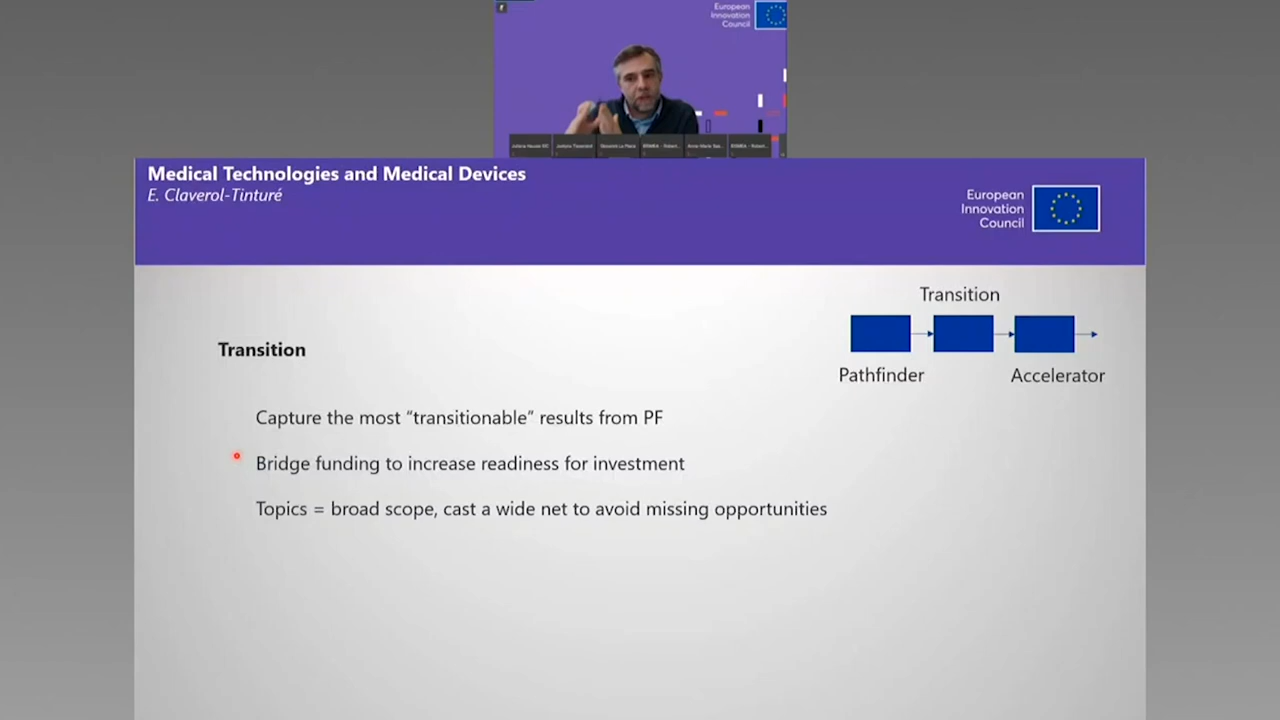 European
Innovation
Council
Medical Technologies and Medical Devices
E. Claverol-Tinturé
European
Innovation
Council
Transition
Transition
Pathfinder
Accelerator
Capture the most “transitionable” results from PF
Bridge funding to increase readiness for investment
Topics = broad scope, cast a wide net to avoid missing opportunities